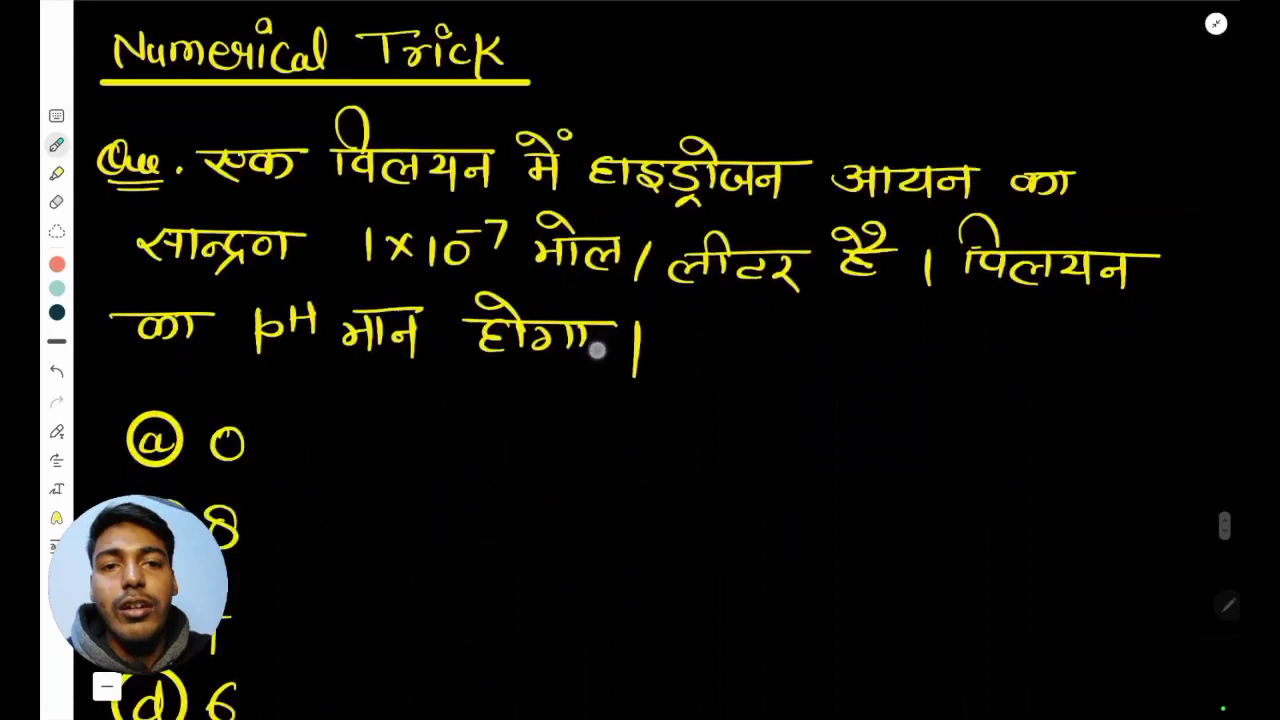 Numerical Trick
Que. एक विलयन में हाइड्रोजन आयन का
सान्द्रण 1×10⁻⁷ मोल/लीटर है। विलयन
का pH मान होगा।
(a) 0
8
(d) 6